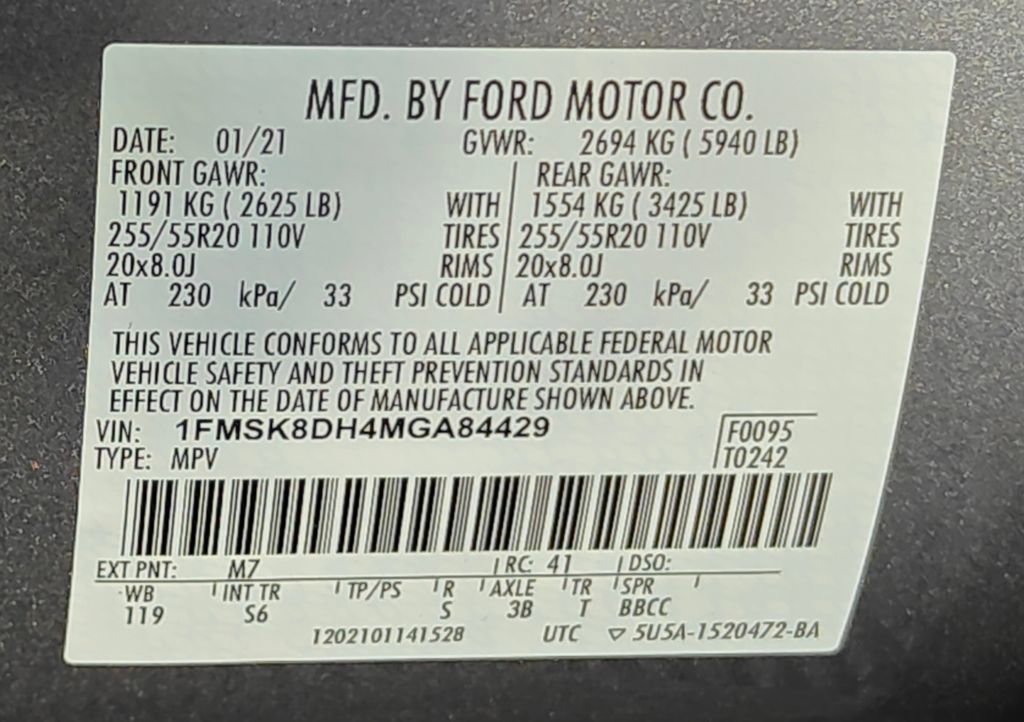 MFD. BY FORD MOTOR CO.
DATE: 01/21 GVWR: 2694 KG ( 5940 LB)
FRONT GAWR: REAR GAWR:
1191 KG ( 2625 LB) WITH 1554 KG ( 3425 LB) WITH
255/55R20 110V TIRES 255/55R20 110V TIRES
20x8.0J RIMS 20x8.0J RIMS
AT 230 kPa/ 33 PSI COLD AT 230 kPa/ 33 PSI COLD
THIS VEHICLE CONFORMS TO ALL APPLICABLE FEDERAL MOTOR
VEHICLE SAFETY AND THEFT PREVENTION STANDARDS IN
EFFECT ON THE DATE OF MANUFACTURE SHOWN ABOVE.
VIN: 1FMSK8DH4MGA84429 F0095
TYPE: MPV T0242
EXT PNT: M7 RC: 41 DSO:
WB INT TR TP/PS R AXLE TR SPR
119 S6 S 3B T BBCC
1202101141528 UTC ▽ 5U5A-1520472-BA